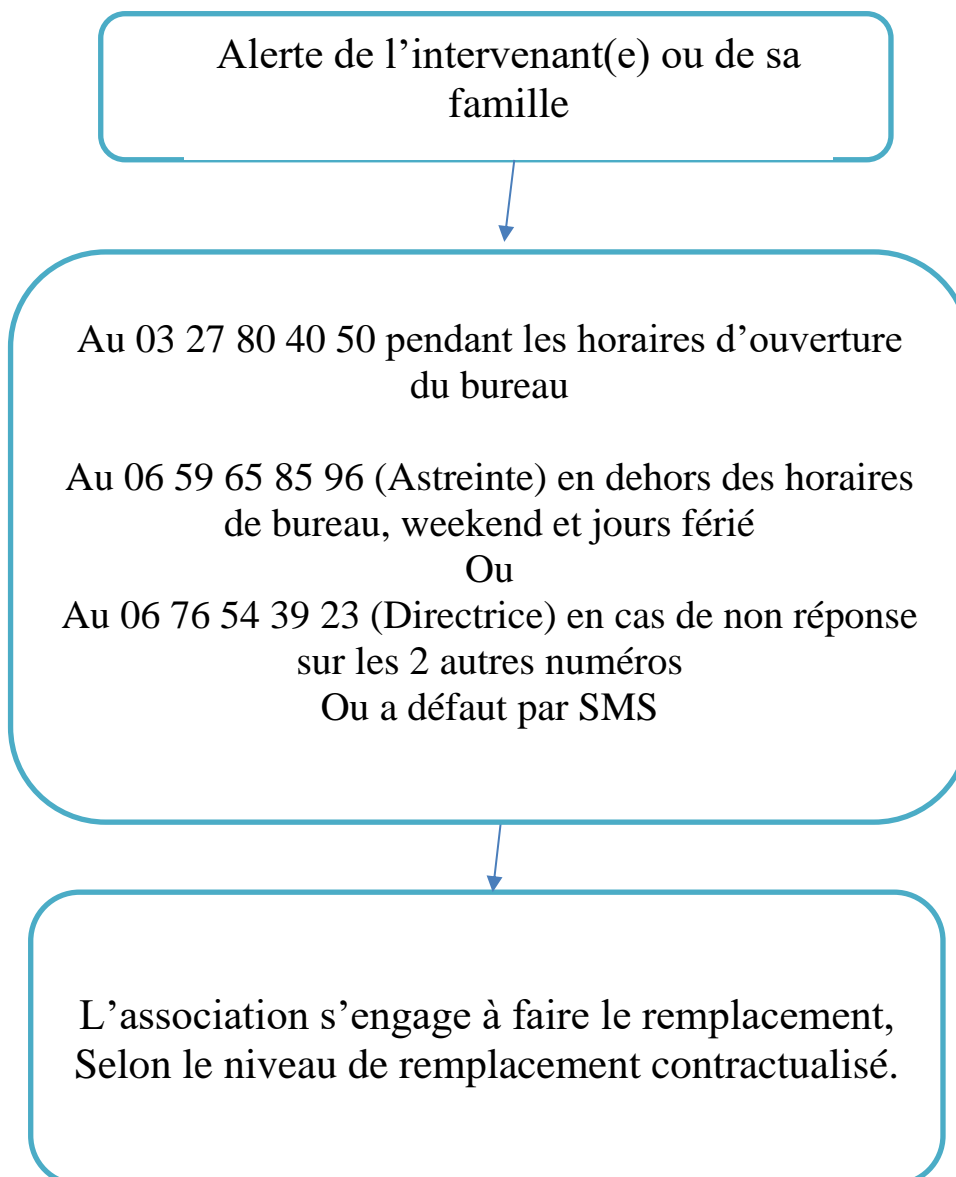 Alerte de l’intervenant(e) ou de sa
famille
Au 03 27 80 40 50 pendant les horaires d’ouverture
du bureau
Au 06 59 65 85 96 (Astreinte) en dehors des horaires
de bureau, weekend et jours férié
Ou
Au 06 76 54 39 23 (Directrice) en cas de non réponse
sur les 2 autres numéros
Ou a défaut par SMS
L’association s’engage à faire le remplacement,
Selon le niveau de remplacement contractualisé.